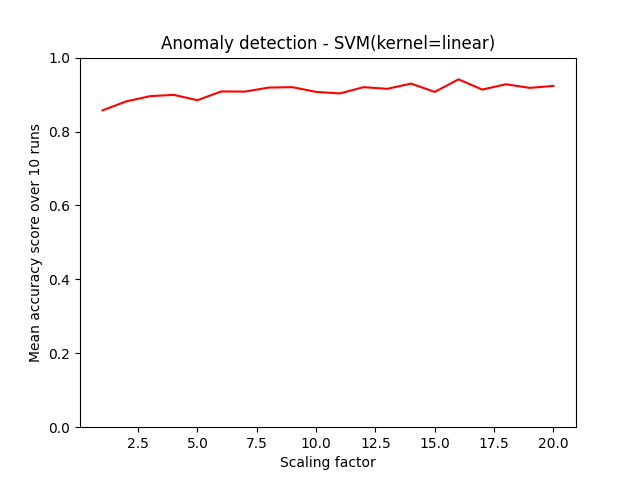 Anomaly detection - SVM(kernel=linear)
1.0
0.8
0.6
0.4
0.2
0.0
Mean accuracy score over 10 runs
2.5 5.0 7.5 10.0 12.5 15.0 17.5 20.0
Scaling factor